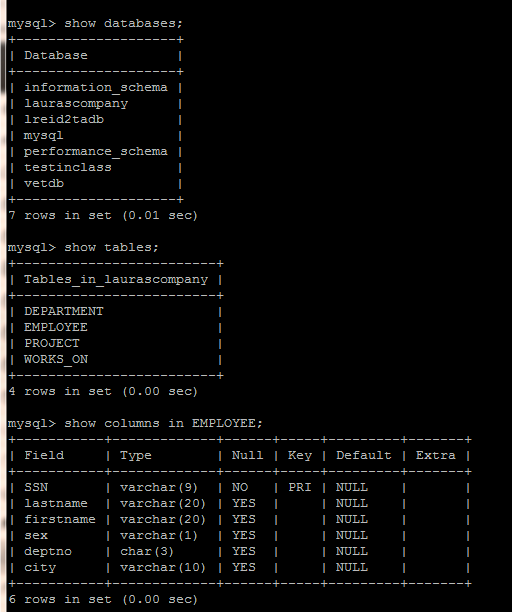 mysql> show databases;
+--------------------+
| Database           |
+--------------------+
| information_schema |
| laurascompany      |
| lreid2tadb         |
| mysql              |
| performance_schema |
| testinclass        |
| vetdb              |
+--------------------+
7 rows in set (0.01 sec)
mysql> show tables;
+-------------------------+
| Tables_in_laurascompany |
+-------------------------+
| DEPARTMENT              |
| EMPLOYEE                |
| PROJECT                 |
| WORKS_ON                |
+-------------------------+
4 rows in set (0.00 sec)
mysql> show columns in EMPLOYEE;
+-----------+-------------+------+-----+---------+-------+
| Field     | Type        | Null | Key | Default | Extra |
+-----------+-------------+------+-----+---------+-------+
| SSN       | varchar(9)  | NO   | PRI | NULL    |       |
| lastname  | varchar(20) | YES  |     | NULL    |       |
| firstname | varchar(20) | YES  |     | NULL    |       |
| sex       | varchar(1)  | YES  |     | NULL    |       |
| deptno    | char(3)     | YES  |     | NULL    |       |
| city      | varchar(10) | YES  |     | NULL    |       |
+-----------+-------------+------+-----+---------+-------+
6 rows in set (0.00 sec)